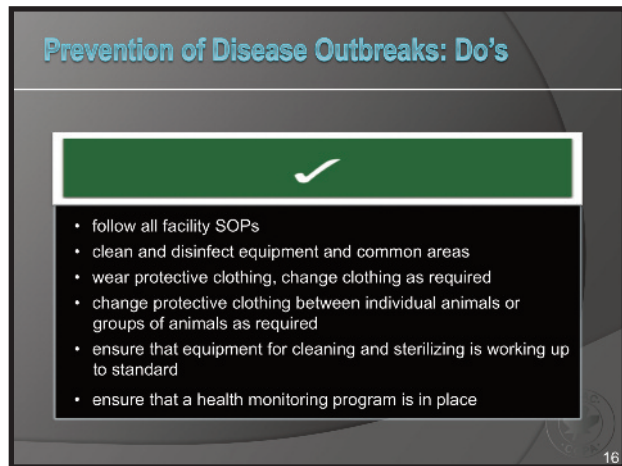 Prevention of Disease Outbreaks: Do's
• follow all facility SOPs
• clean and disinfect equipment and common areas
• wear protective clothing, change clothing as required
• change protective clothing between individual animals or
groups of animals as required
• ensure that equipment for cleaning and sterilizing is working up
to standard
• ensure that a health monitoring program is in place
16